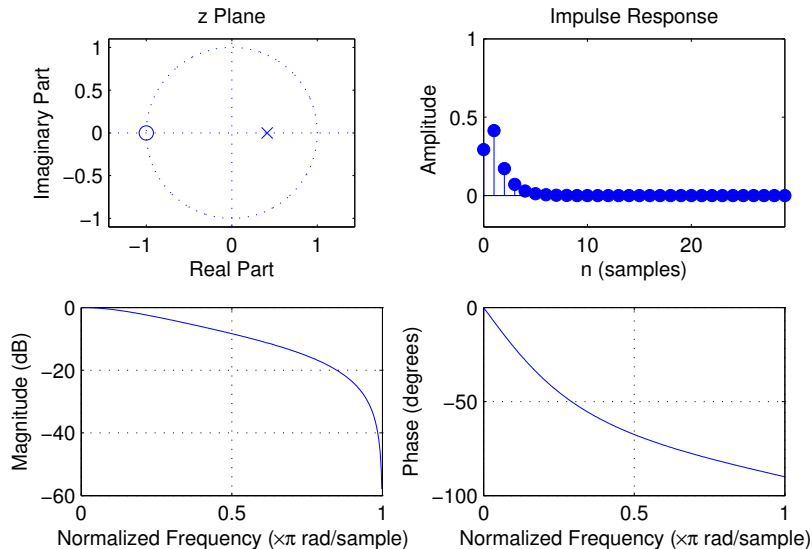 z Plane
1
0.5
0
−0.5
−1
−1
0
1
Imaginary Part
Real Part
Impulse Response
1
0.5
0
0
10
20
Amplitude
n (samples)
0
−20
−40
−60
0
0.5
1
Magnitude (dB)
Normalized Frequency (×π rad/sample)
0
−50
−100
0
0.5
1
Phase (degrees)
Normalized Frequency (×π rad/sample)